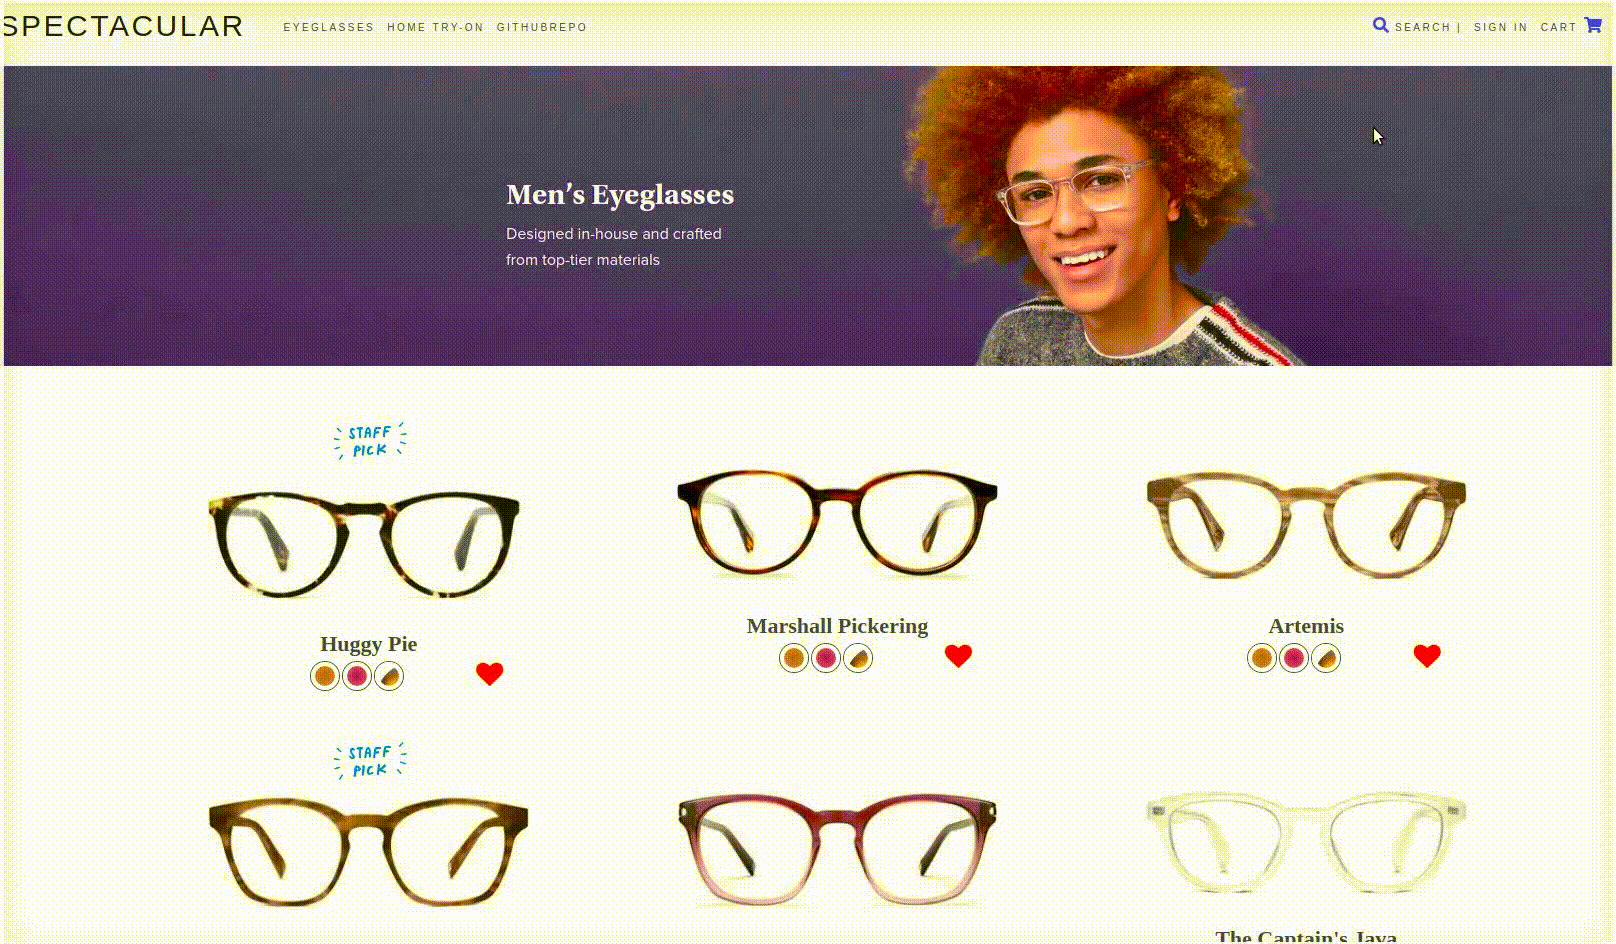 SPECTACULAR
EYEGLASSES HOME TRY-ON GITHUBREPO
SEARCH | SIGN IN CART
Men’s Eyeglasses
Designed in-house and crafted
from top-tier materials
STAFF
PICK
Huggy Pie
Marshall Pickering
Artemis
STAFF
PICK
The Captain's Java